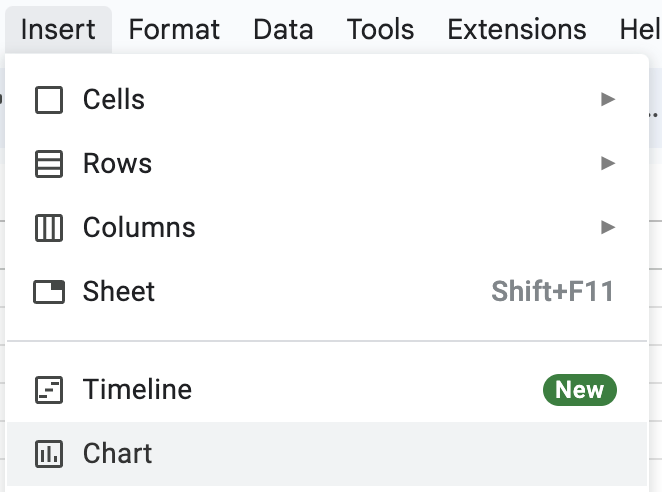 Insert Format Data Tools Extensions Hel
Cells
Rows
Columns
Sheet Shift+F11
Timeline New
Chart